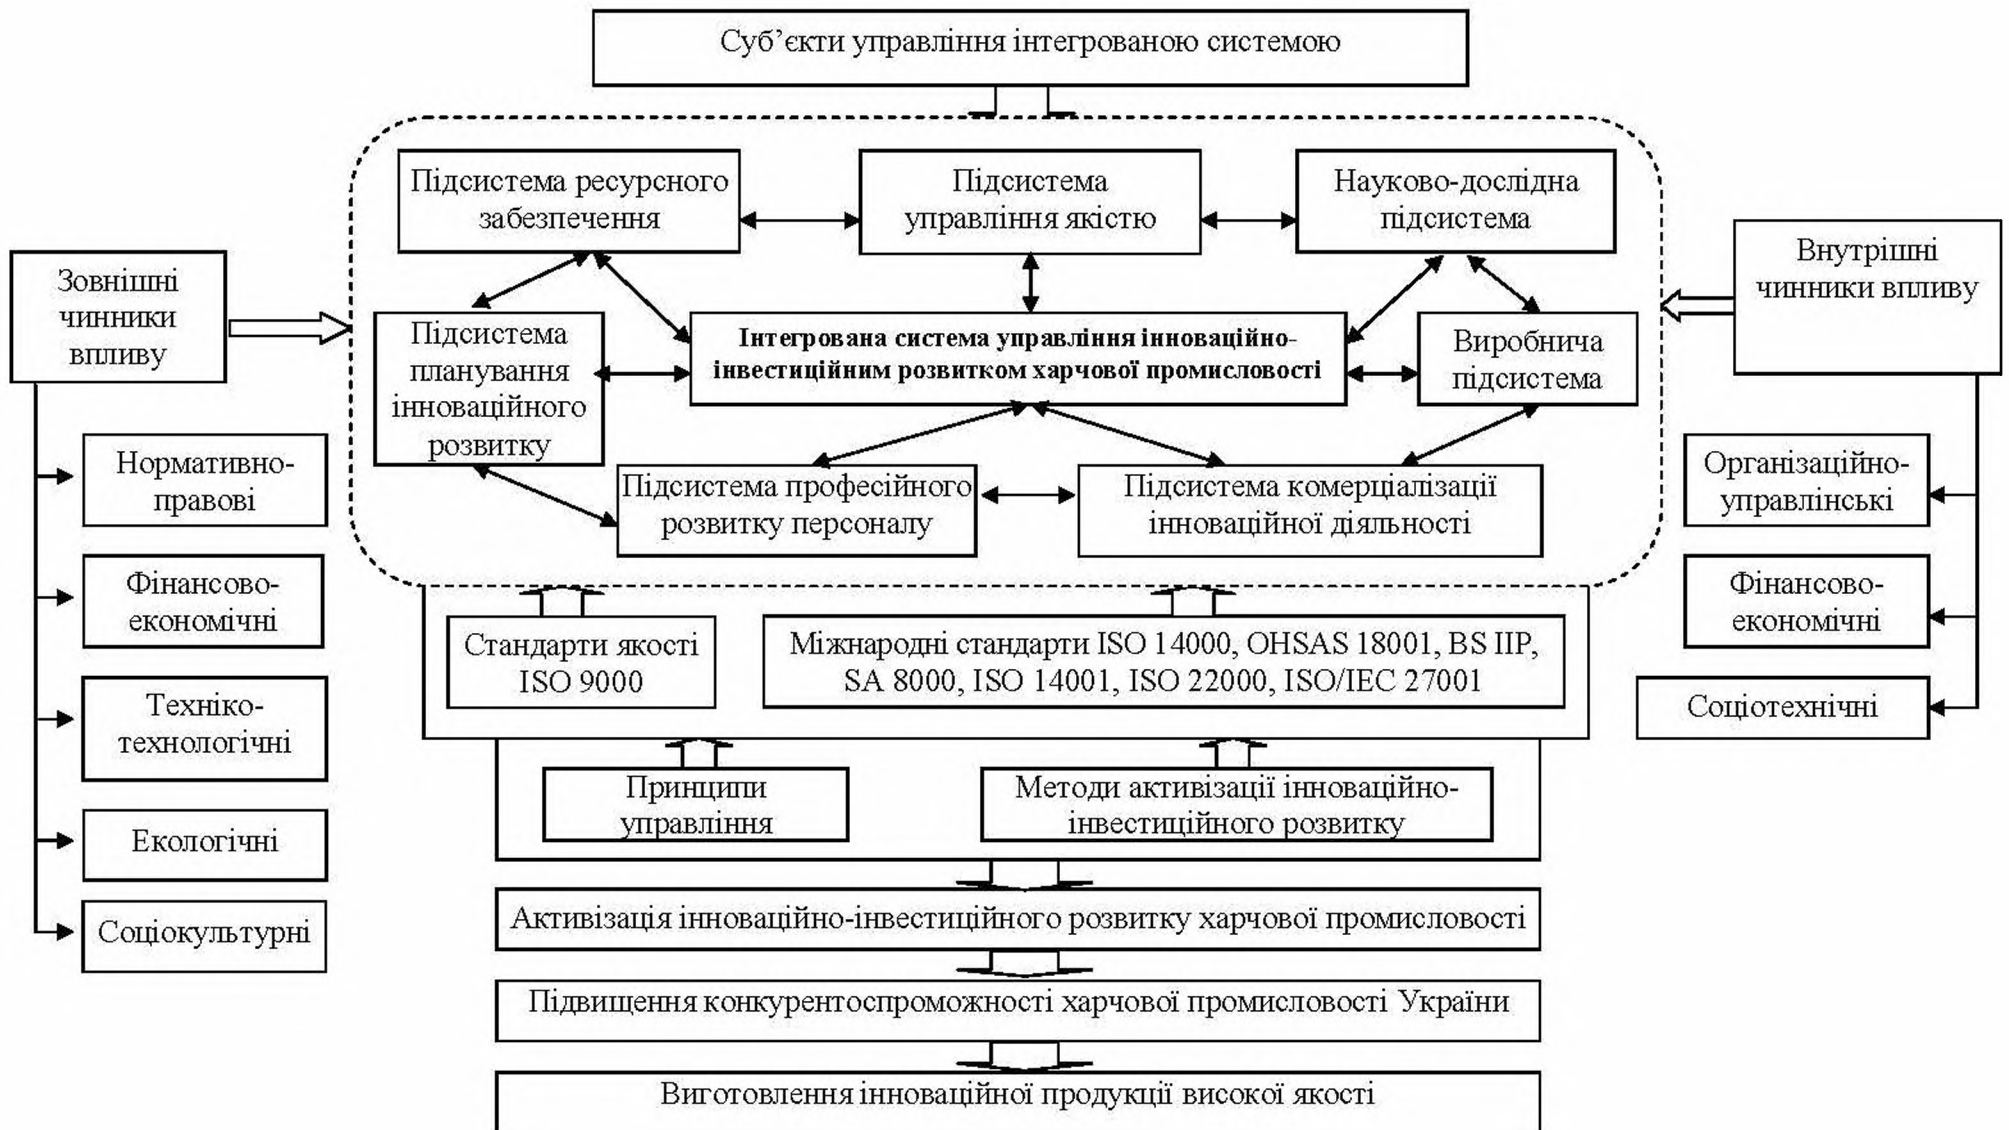 Суб’єкти управління інтегрованою системою
Підсистема ресурсного
забезпечення
Підсистема
управління якістю
Науково-дослідна
підсистема
Зовнішні
чинники
впливу
Внутрішні
чинники впливу
Підсистема
планування
інноваційного
розвитку
Інтегрована система управління інноваційно-
інвестиційним розвитком харчової промисловості
Виробнича
підсистема
Підсистема професійного
розвитку персоналу
Підсистема комерціалізації
інноваційної діяльності
Нормативно-
правові
Фінансово-
економічні
Техніко-
технологічні
Екологічні
Соціокультурні
Організаційно-
управлінські
Фінансово-
економічні
Соціотехнічні
Стандарти якості
ISO 9000
Міжнародні стандарти ISO 14000, OHSAS 18001, BS IIP,
SA 8000, ISO 14001, ISO 22000, ISO/IEC 27001
Принципи
управління
Методи активізації інноваційно-
інвестиційного розвитку
Активізація інноваційно-інвестиційного розвитку харчової промисловості
Підвищення конкурентоспроможності харчової промисловості України
Виготовлення інноваційної продукції високої якості